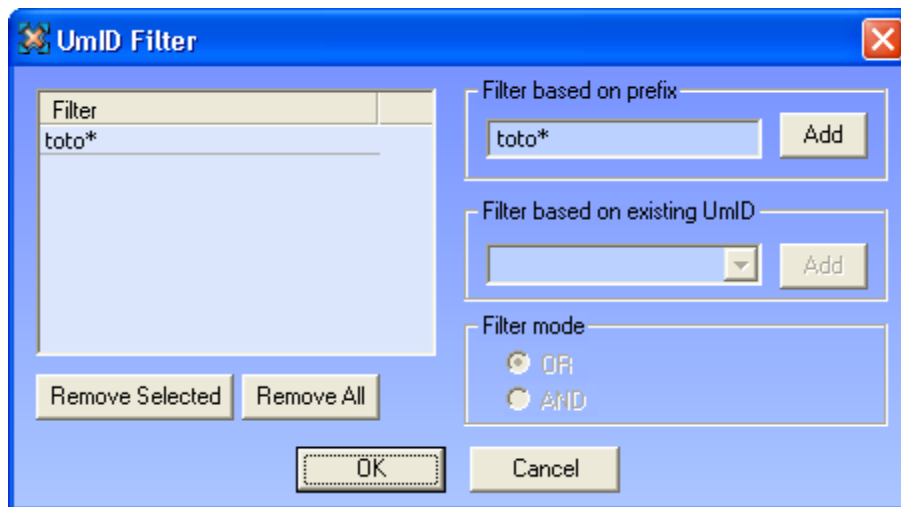 UmID Filter
Filter
toto*
Remove Selected
Remove All
Filter based on prefix
toto*
Add
Filter based on existing UmID
Add
Filter mode
OR
AND
OK
Cancel